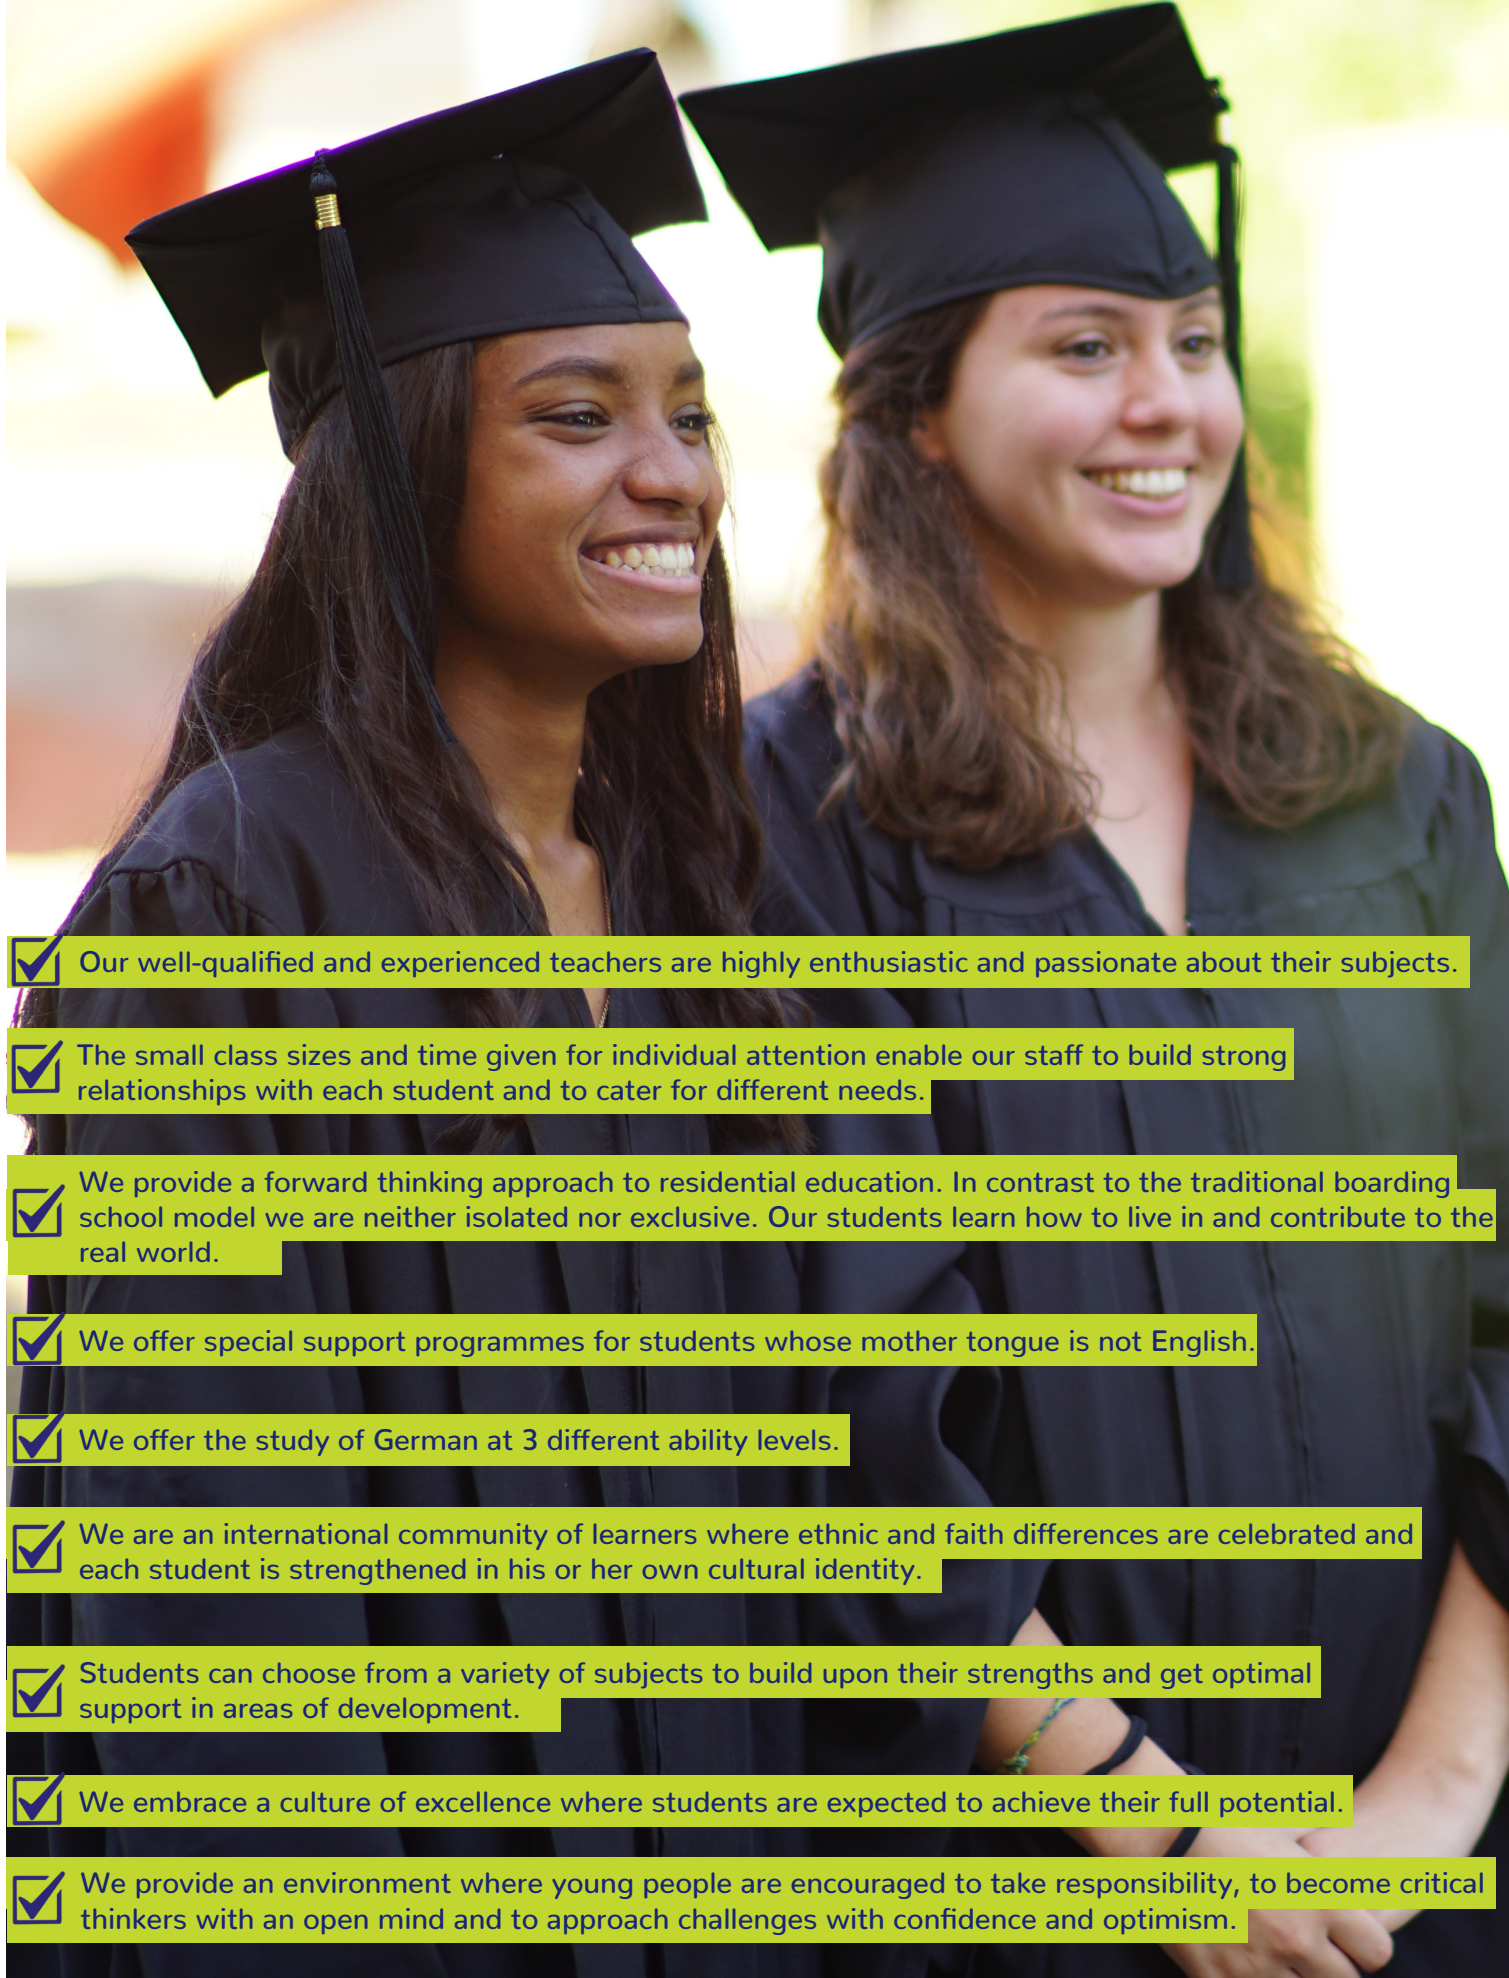 Our well-qualified and experienced teachers are highly enthusiastic and passionate about their subjects.
The small class sizes and time given for individual attention enable our staff to build strong
relationships with each student and to cater for different needs.
We provide a forward thinking approach to residential education. In contrast to the traditional boarding
school model we are neither isolated nor exclusive. Our students learn how to live in and contribute to the
real world.
We offer special support programmes for students whose mother tongue is not English.
We offer the study of German at 3 different ability levels.
We are an international community of learners where ethnic and faith differences are celebrated and
each student is strengthened in his or her own cultural identity.
Students can choose from a variety of subjects to build upon their strengths and get optimal
support in areas of development.
We embrace a culture of excellence where students are expected to achieve their full potential.
We provide an environment where young people are encouraged to take responsibility, to become critical
thinkers with an open mind and to approach challenges with confidence and optimism.